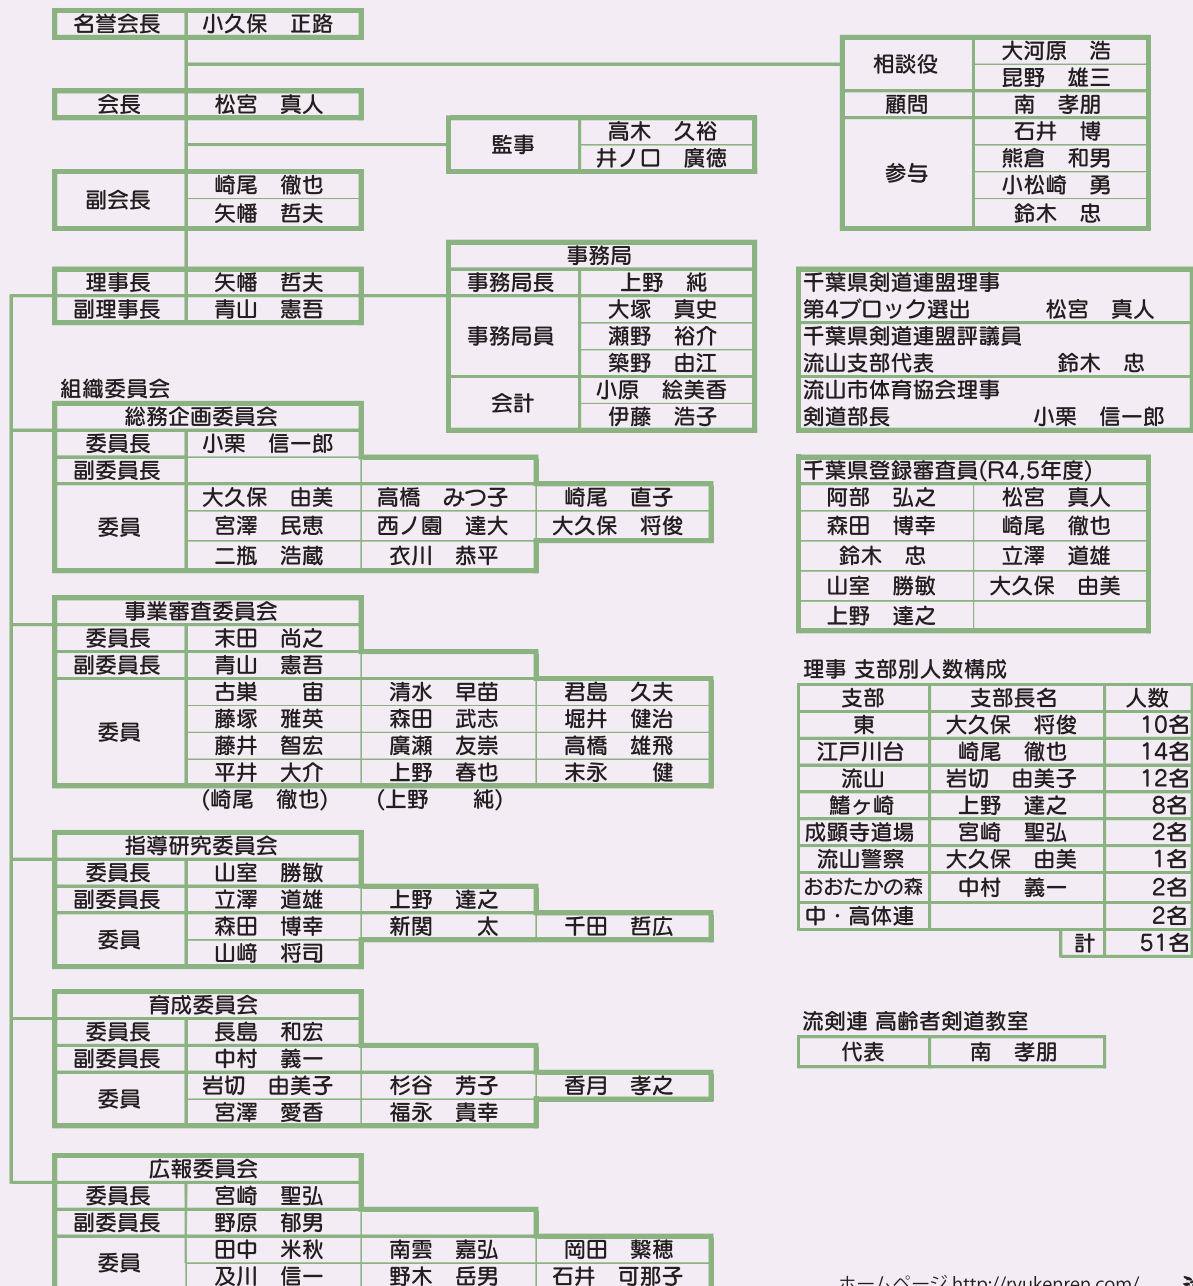 名誉会長 小久保 正路
会長 松宮 真人
副会長 崎尾 徹也
矢幡 哲夫
理事長 矢幡 哲夫
副理事長 青山 憲吾
相談役 大河原 浩
昆野 雄三
顧問 南 孝朋
参与 石井 博
熊倉 和男
小松崎 勇
鈴木 忠
監事 高木 久裕
井ノ口 廣徳
事務局
事務局長 上野 純
事務局員 大塚 真史
瀬野 裕介
築野 由江
会計 小原 絵美香
伊藤 浩子
千葉県剣道連盟理事
第4ブロック選出 松宮 真人
千葉県剣道連盟評議員
流山支部代表 鈴木 忠
流山市体育協会理事
剣道部長 小栗 信一郎
組織委員会
総務企画委員会
委員長 小栗 信一郎
副委員長
委員 大久保 由美 高橋 みつ子 崎尾 直子
宮澤 民恵 西ノ園 達大 大久保 将俊
二瓶 浩蔵 衣川 恭平
事業審査委員会
委員長 末田 尚之
副委員長 青山 憲吾
委員 古巣 宙 清水 早苗 君島 久夫
藤塚 雅英 森田 武志 堀井 健治
藤井 智宏 廣瀬 友崇 高橋 雄飛
平井 大介 上野 春也 末永 健
(崎尾 徹也) (上野 純)
指導研究委員会
委員長 山室 勝敏
副委員長 立澤 道雄 上野 達之
委員 森田 博幸 新関 太 千田 哲広
山﨑 将司
育成委員会
委員長 長島 和宏
副委員長 中村 義一
委員 岩切 由美子 杉谷 芳子 香月 孝之
宮澤 愛香 福永 貴幸
広報委員会
委員長 宮崎 聖弘
副委員長 野原 郁男
委員 田中 米秋 南雲 嘉弘 岡田 繋穂
及川 信一 野木 岳男 石井 可那子
千葉県登録審査員(R4,5年度)
阿部 弘之 松宮 真人
森田 博幸 崎尾 徹也
鈴木 忠 立澤 道雄
山室 勝敏 大久保 由美
上野 達之
理事 支部別人数構成
支部 支部長名 人数
東 大久保 将俊 10名
江戸川台 崎尾 徹也 14名
流山 岩切 由美子 12名
鰭ヶ崎 上野 達之 8名
成顕寺道場 宮崎 聖弘 2名
流山警察 大久保 由美 1名
おおたかの森 中村 義一 2名
中・高体連 2名
計 51名
流剣連 高齢者剣道教室
代表 南 孝朋
ホームページ http://ryukenren.com/